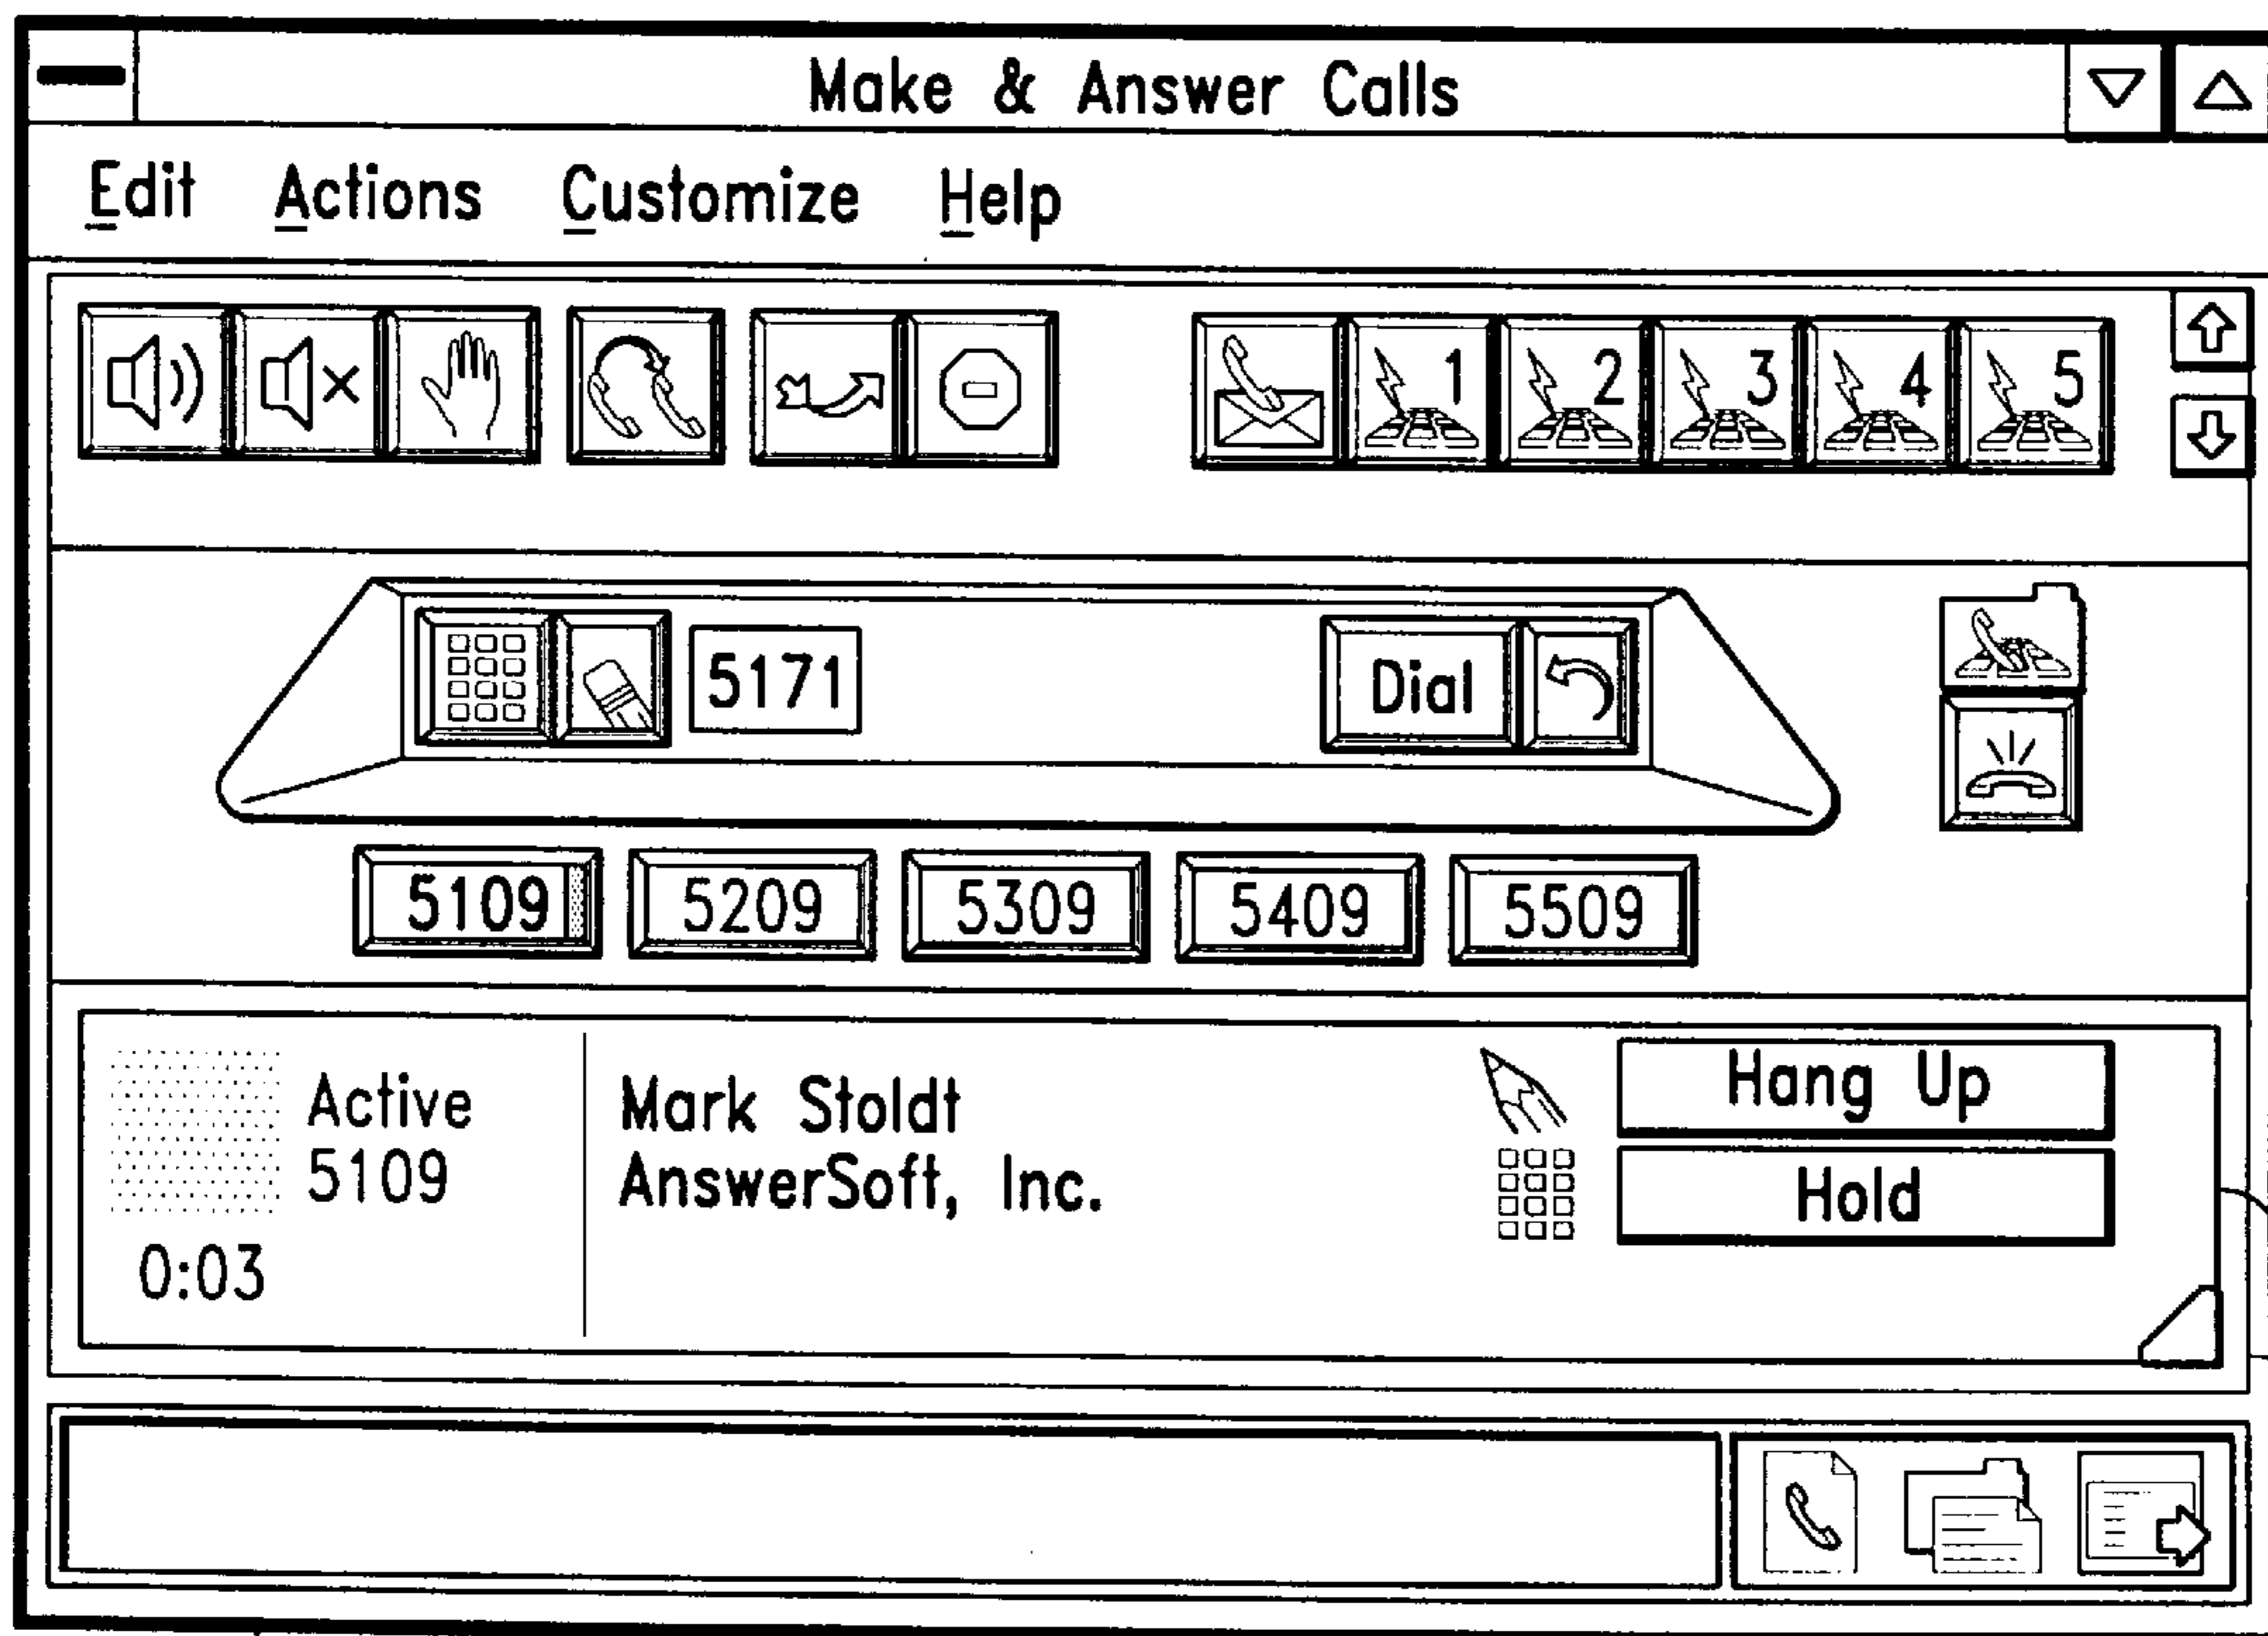 Make & Answer Calls
Edit Actions Customize Help
1 2 3 4 5
5171 Dial
5109 5209 5309 5409 5509
Active
5109
0:03
Mark Stoldt
AnswerSoft, Inc.
Hang Up
Hold